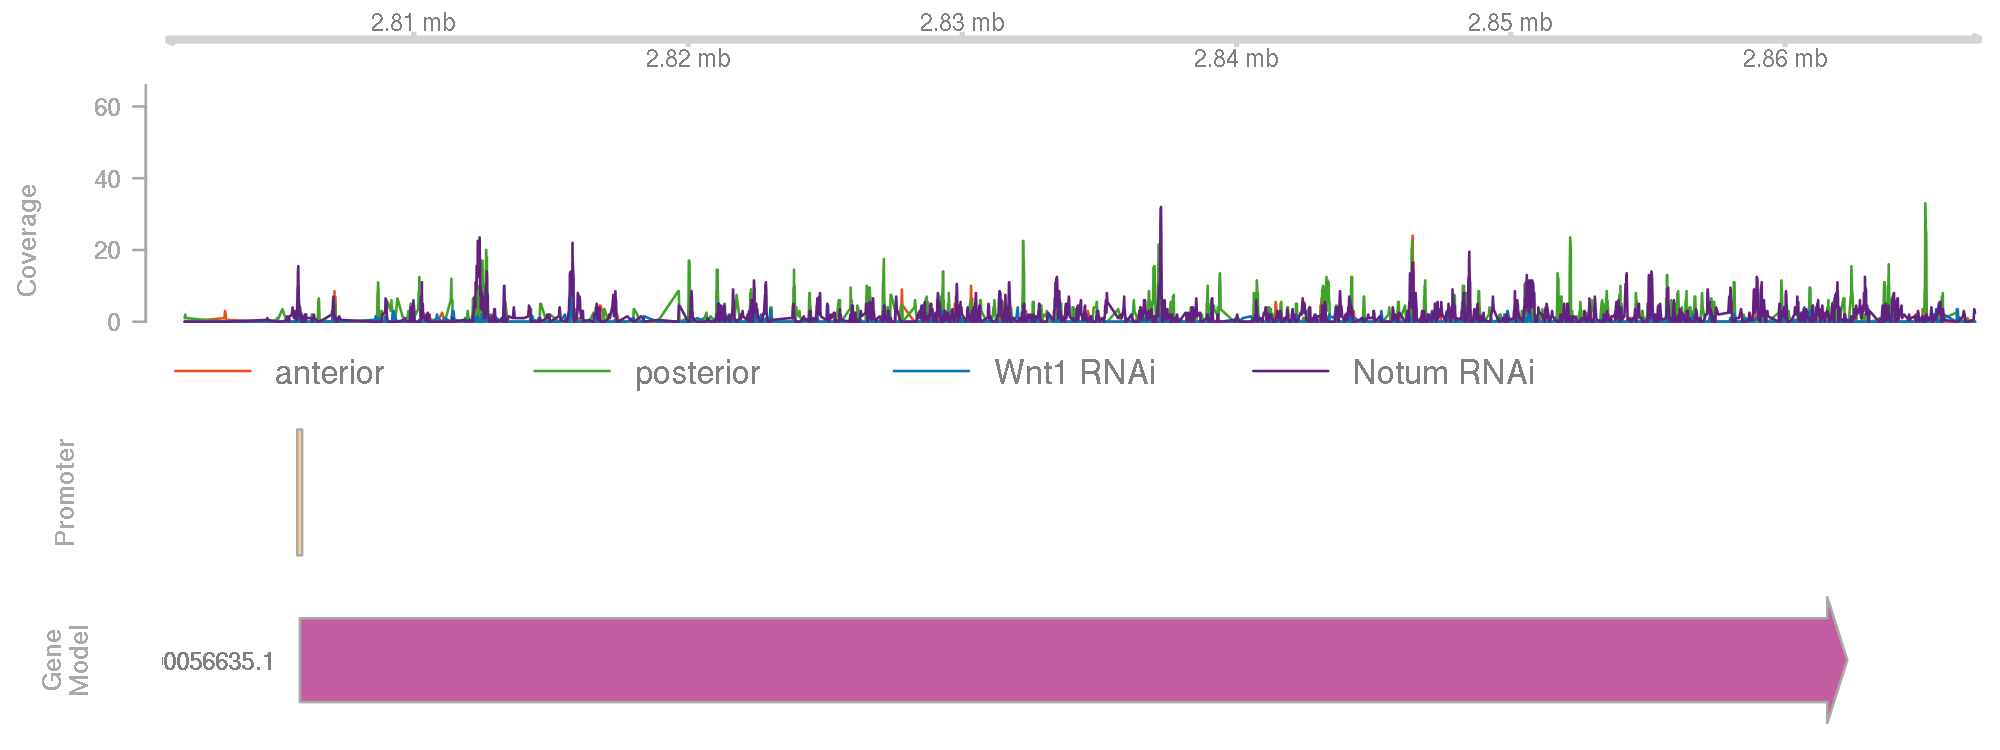 2.81 mb 2.83 mb 2.85 mb
2.82 mb 2.84 mb 2.86 mb
Coverage
60
40
20
0
anterior posterior Wnt1 RNAi Notum RNAi
Promoter
Gene
Model
0056635.1